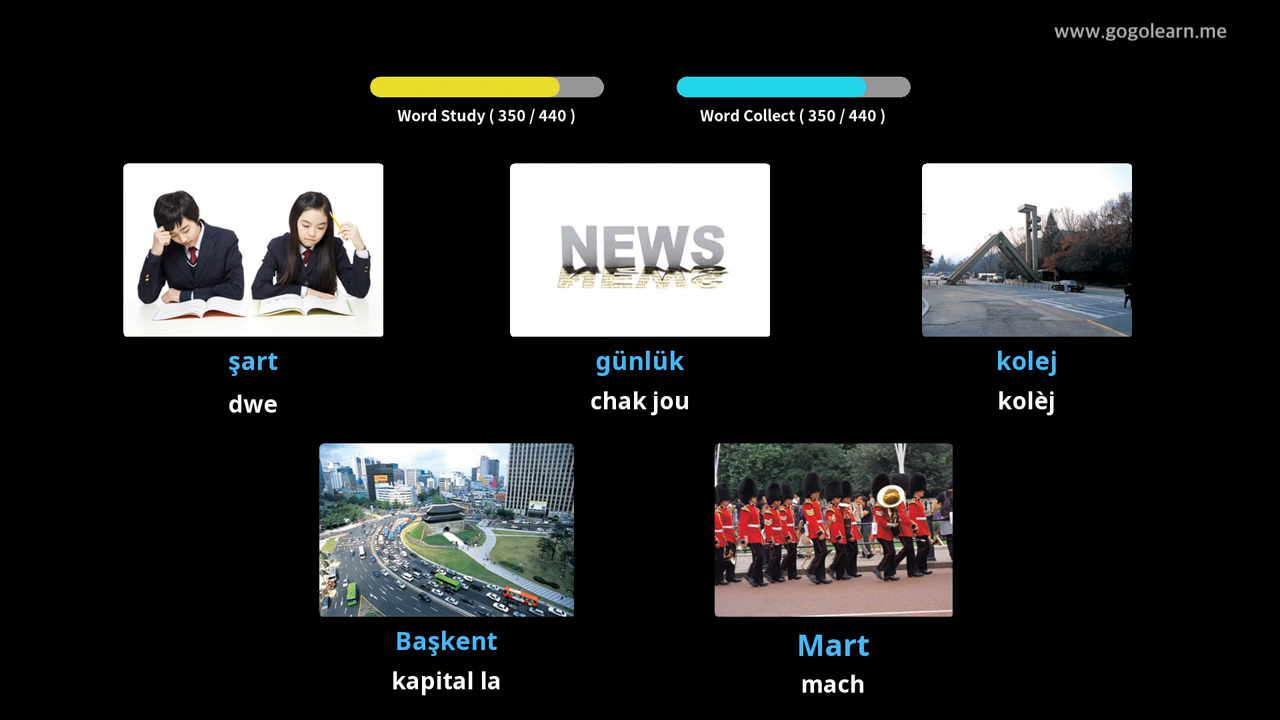 www.gogolearn.me
Word Study ( 350 / 440 )
Word Collect ( 350 / 440 )
NEWS
şart
dwe
günlük
chak jou
kolej
kolèj
Başkent
kapital la
Mart
mach